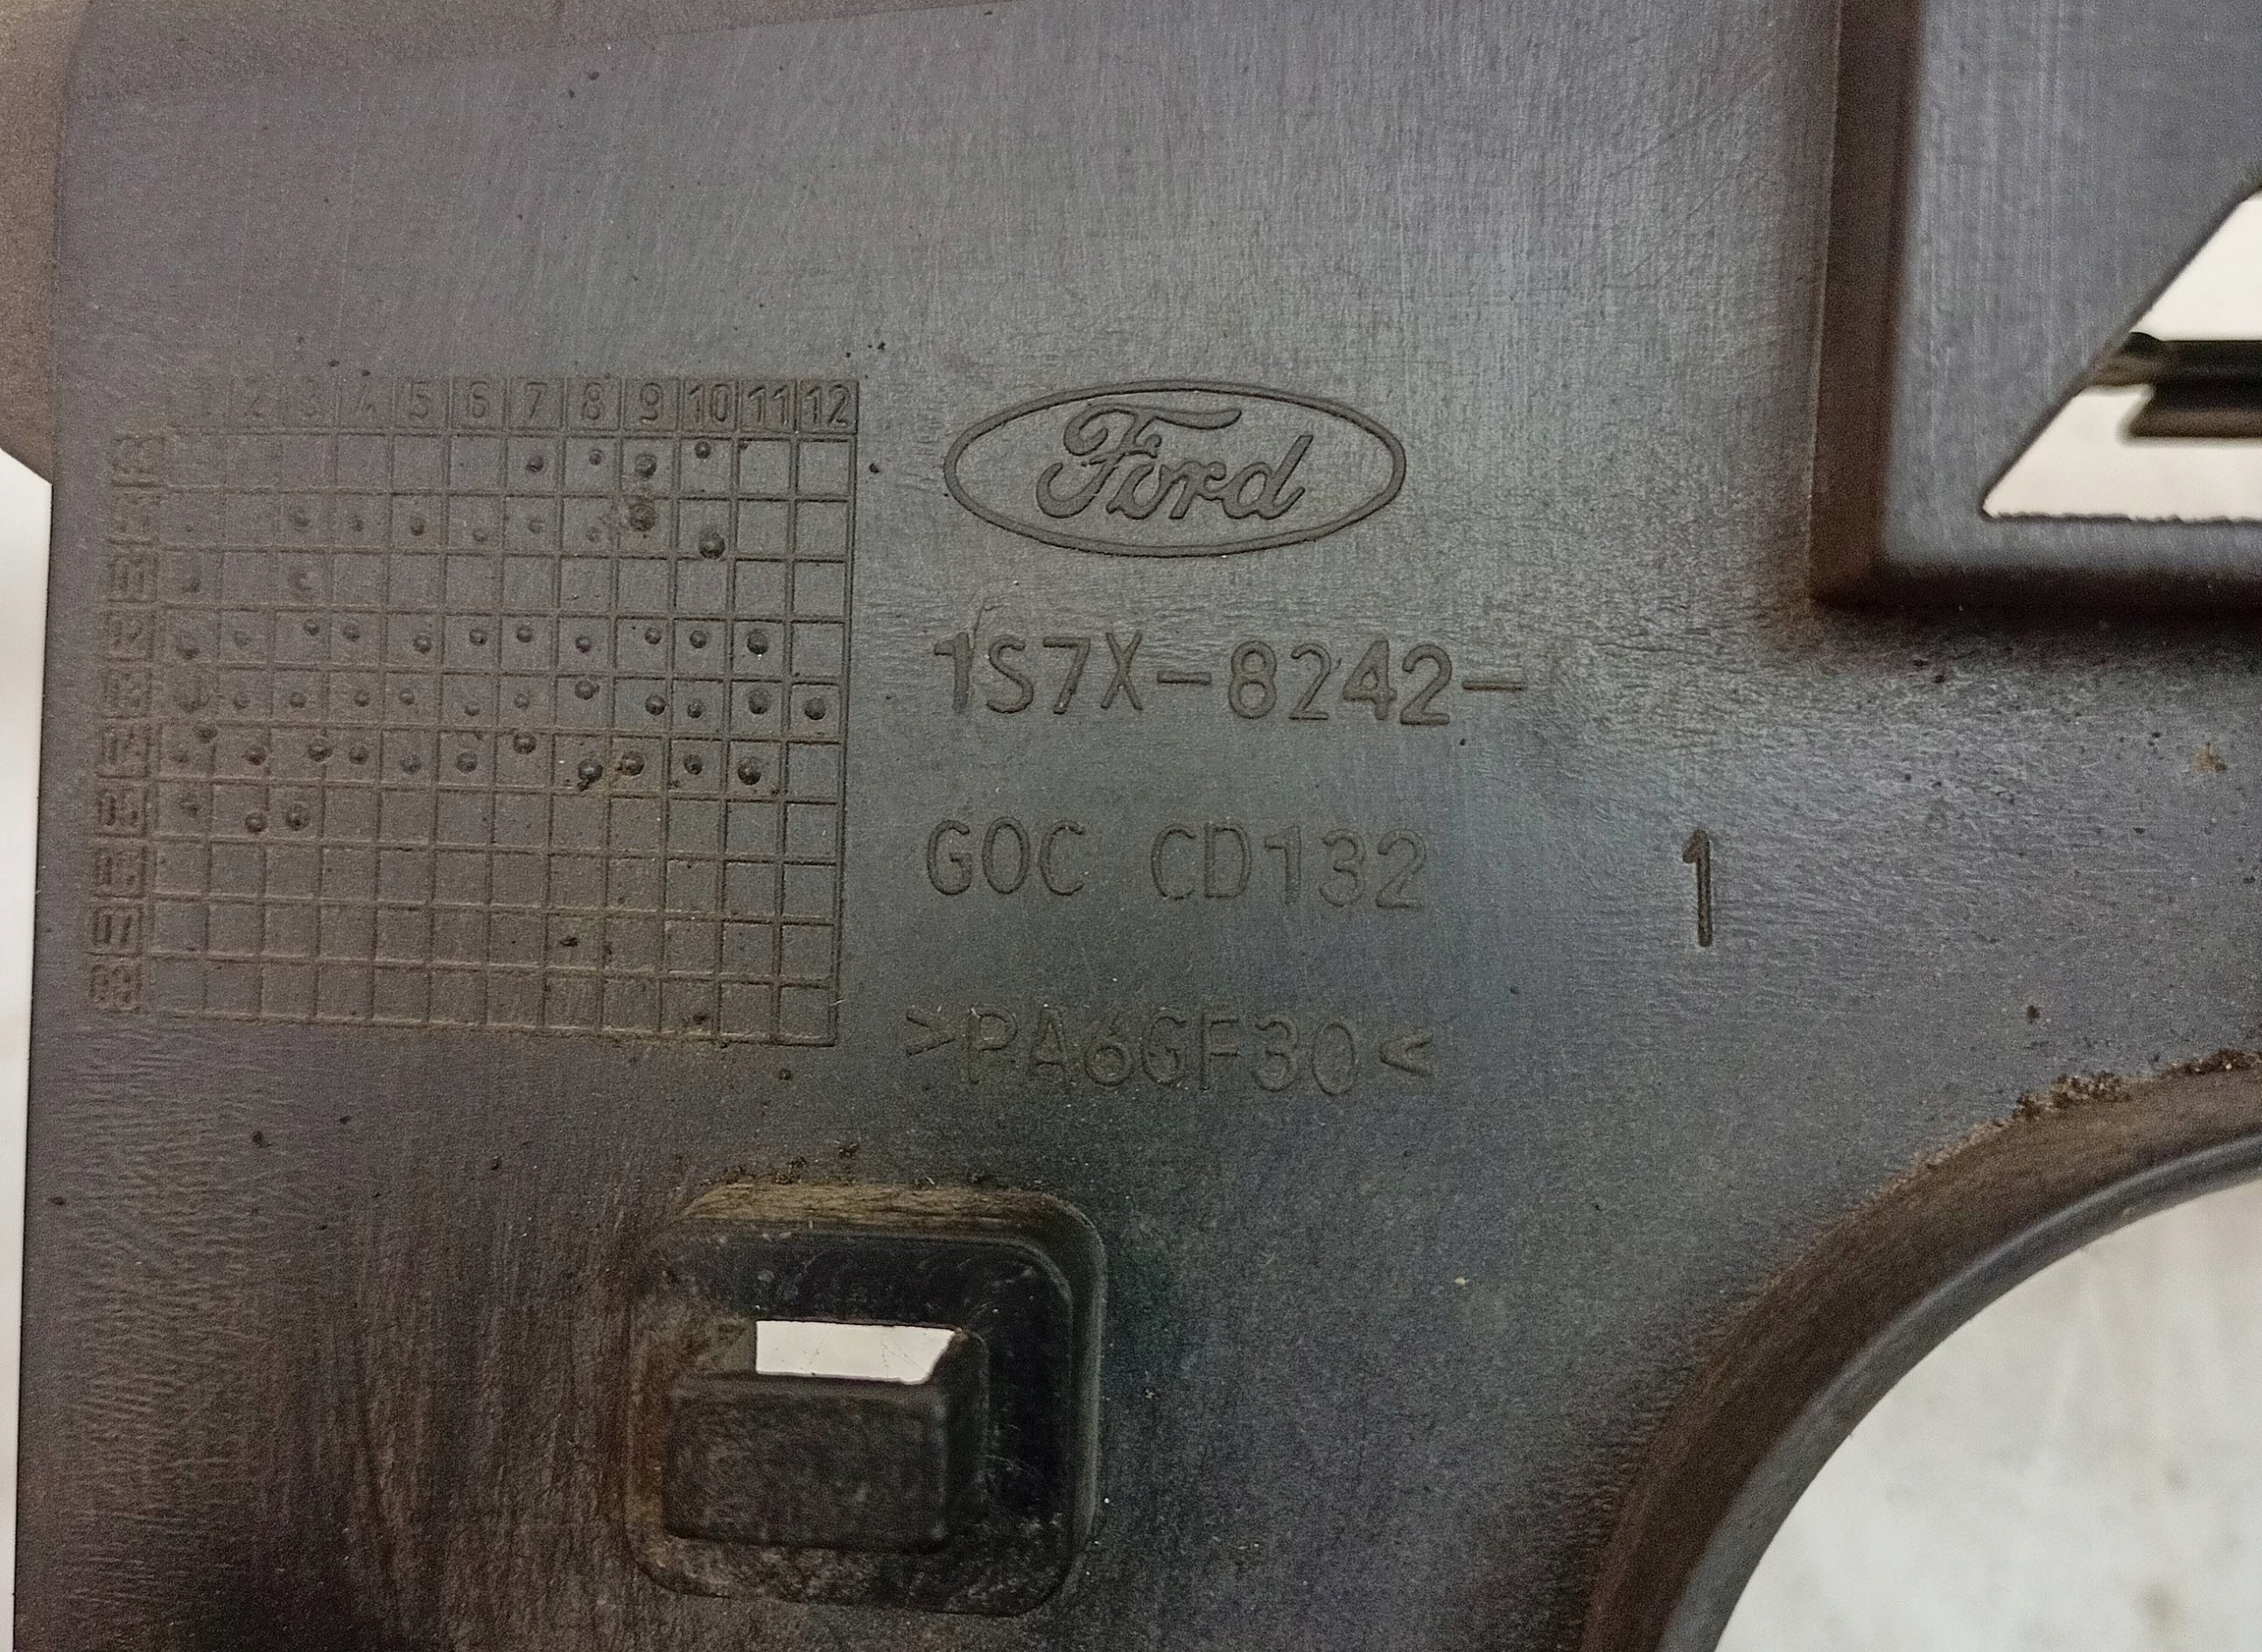 1 2 3 4 5 6 7 8 9 10 11 12
Ford
1S7X-8242-
GOC CD132
1
>PA6GF30<